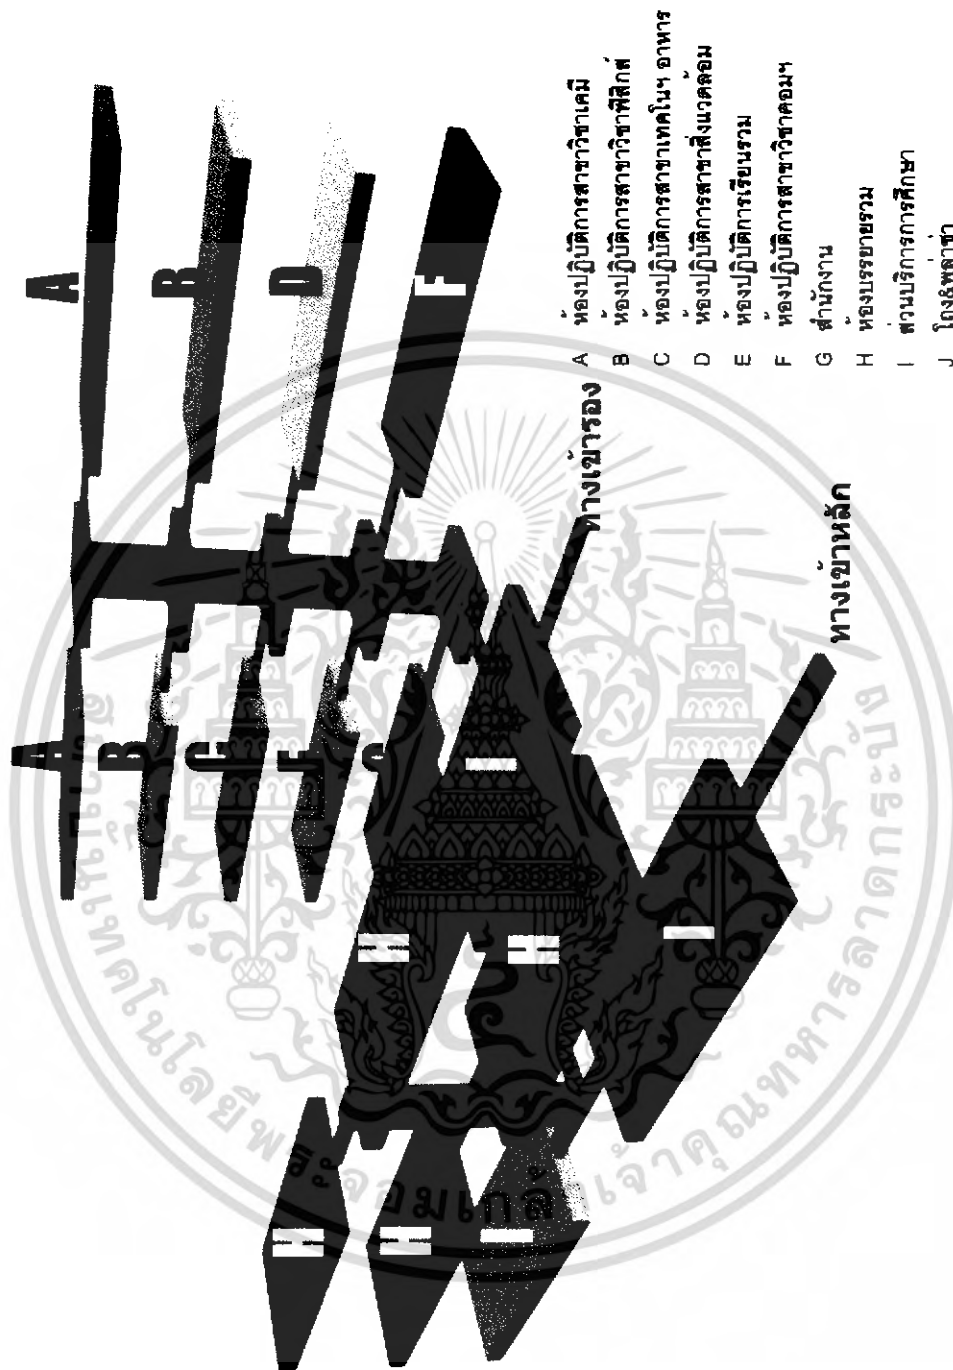 A
B
D
F
A
B
C
F
H
H
H
H
I
I
I
ทางเข้ารอง
ทางเข้าหลัก
A ห้องปฏิบัติการสาขาวิชาเคมี
B ห้องปฏิบัติการสาขาวิชาฟิสิกส์
C ห้องปฏิบัติการสาขาเทคโนฯ อาหาร
D ห้องปฏิบัติการสาขาสิ่งแวดล้อม
E ห้องปฏิบัติการเรียนรวม
F ห้องปฏิบัติการสาขาวิชาคอมฯ
G สำนักงาน
H ห้องบรรยายรวม
I ส่วนบริการการศึกษา
J โถง&พลาซ่า